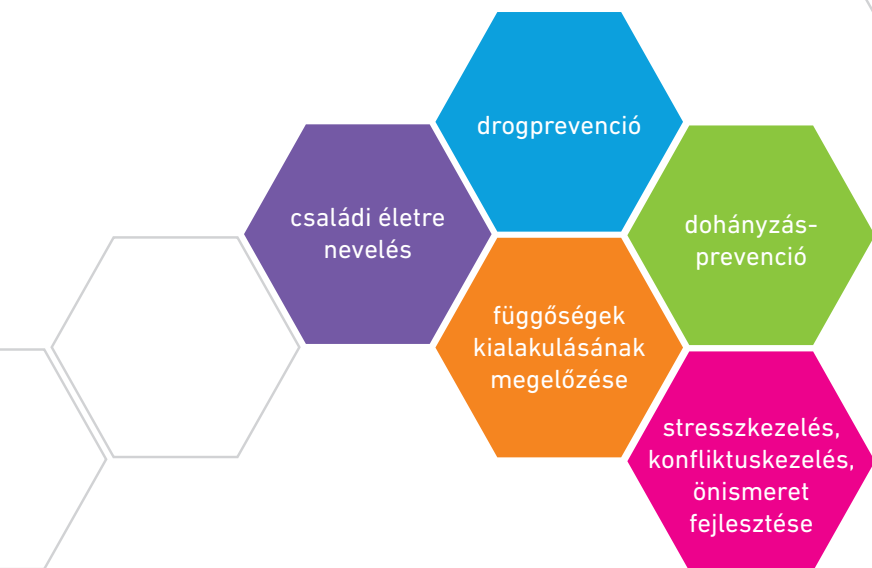 drogprevenció
családi életre
nevelés
dohányzás-
prevenció
függőségek
kialakulásának
megelőzése
stresszkezelés,
konfliktuskezelés,
önismeret
fejlesztése